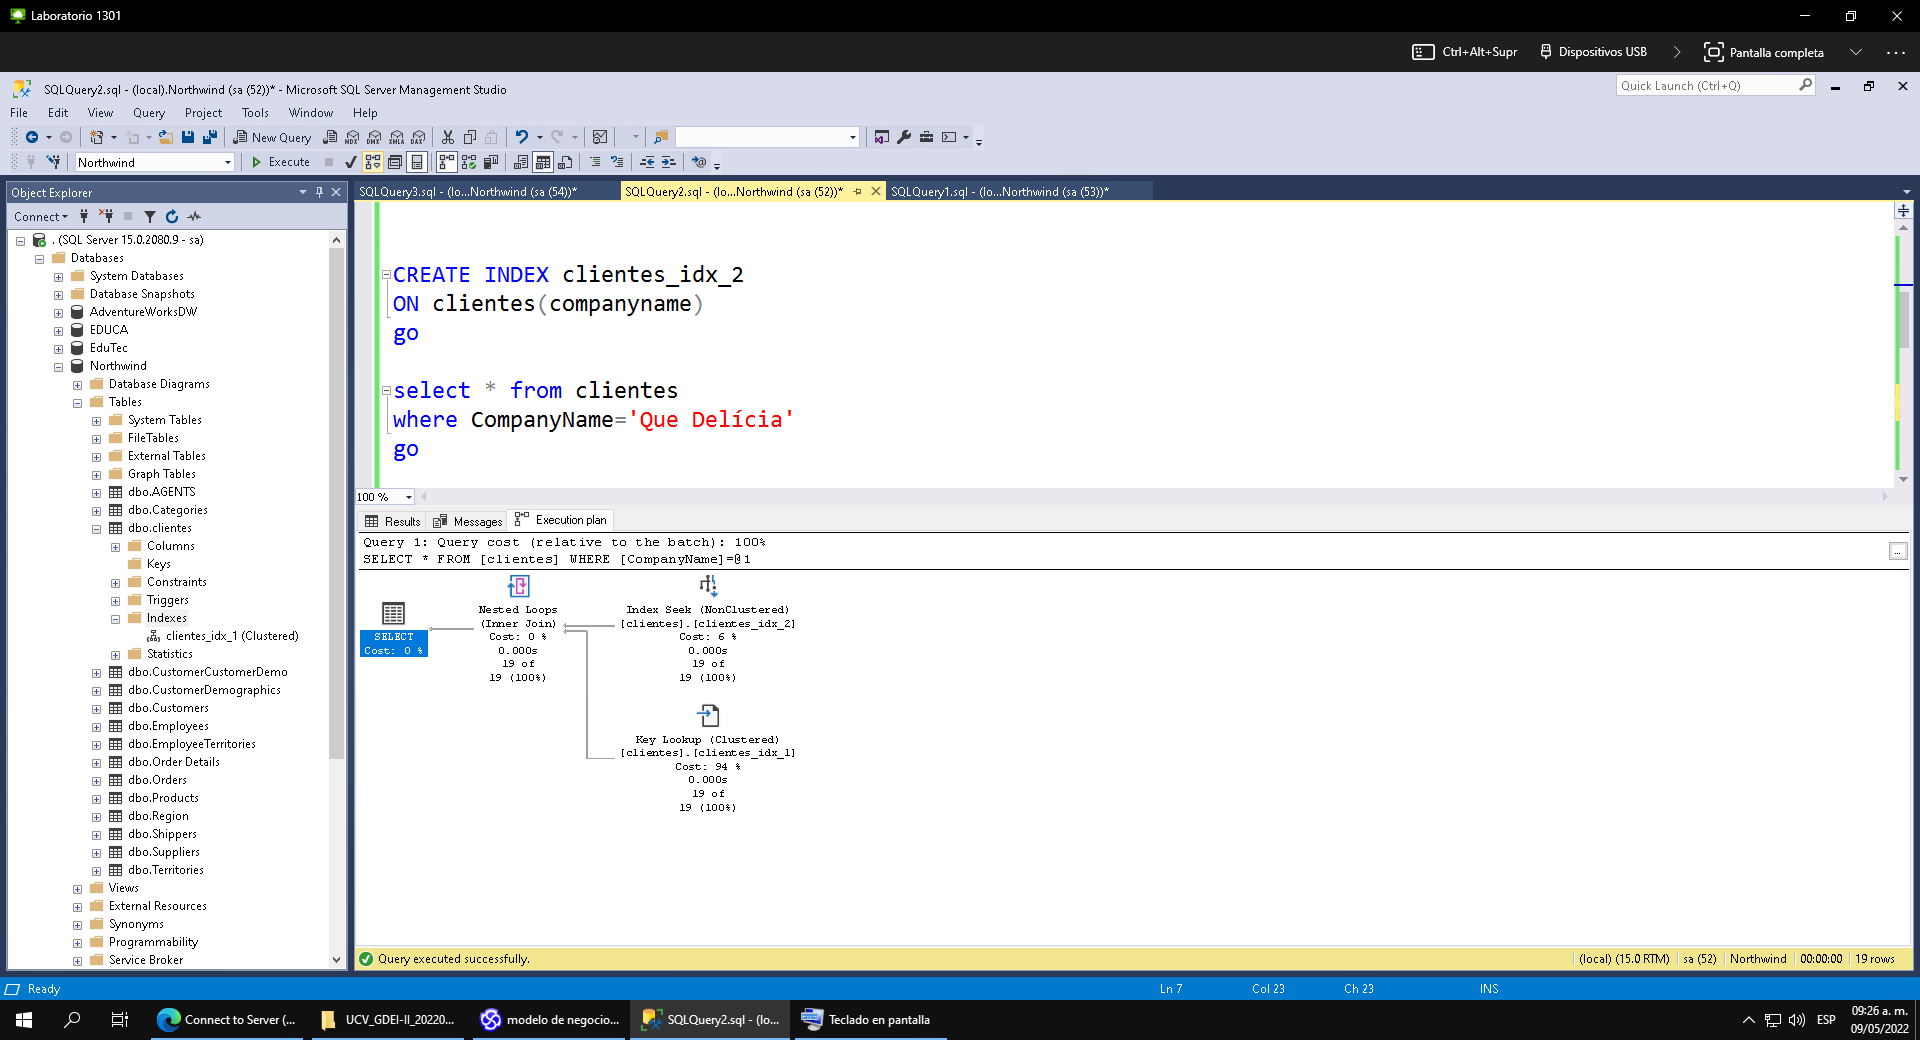 Laboratorio 1301
Ctrl+Alt+Supr
Dispositivos USB
Pantalla completa
SQLQuery2.sql - (local).Northwind (sa (52))* - Microsoft SQL Server Management Studio
Quick Launch (Ctrl+Q)
File Edit View Query Project Tools Window Help
New Query
MDX DMX XMLA DAX
Northwind
Execute
Object Explorer
SQLQuery3.sql - (lo...Northwind (sa (54))*
SQLQuery2.sql - (lo...Northwind (sa (52))*
SQLQuery1.sql - (lo...Northwind (sa (53))*
Connect
. (SQL Server 15.0.2080.9 - sa)
Databases
System Databases
Database Snapshots
AdventureWorksDW
EDUCA
EduTec
Northwind
Database Diagrams
Tables
System Tables
FileTables
External Tables
Graph Tables
dbo.AGENTS
dbo.Categories
dbo.clientes
Columns
Keys
Constraints
Triggers
Indexes
clientes_idx_1 (Clustered)
Statistics
dbo.CustomerCustomerDemo
dbo.CustomerDemographics
dbo.Customers
dbo.Employees
dbo.EmployeeTerritories
dbo.Order Details
dbo.Orders
dbo.Products
dbo.Region
dbo.Shippers
dbo.Suppliers
dbo.Territories
Views
External Resources
Synonyms
Programmability
Service Broker
CREATE INDEX clientes_idx_2
ON clientes(companyname)
go
select * from clientes
where CompanyName='Que Delícia'
go
100 %
Results
Messages
Execution plan
Query 1: Query cost (relative to the batch): 100%
SELECT * FROM [clientes] WHERE [CompanyName]=@1
...
SELECT
Cost: 0 %
Nested Loops
(Inner Join)
Cost: 0 %
0.000s
19 of
19 (100%)
Index Seek (NonClustered)
[clientes].[clientes_idx_2]
Cost: 6 %
0.000s
19 of
19 (100%)
Key Lookup (Clustered)
[clientes].[clientes_idx_1]
Cost: 94 %
0.000s
19 of
19 (100%)
Query executed successfully.
(local) (15.0 RTM)
sa (52)
Northwind
00:00:00
19 rows
Ready
Ln 7
Col 23
Ch 23
INS
Connect to Server (...
UCV_GDEI-II_20220...
modelo de negocio...
SQLQuery2.sql - (lo...
Teclado en pantalla
ESP
09:26 a. m.
09/05/2022